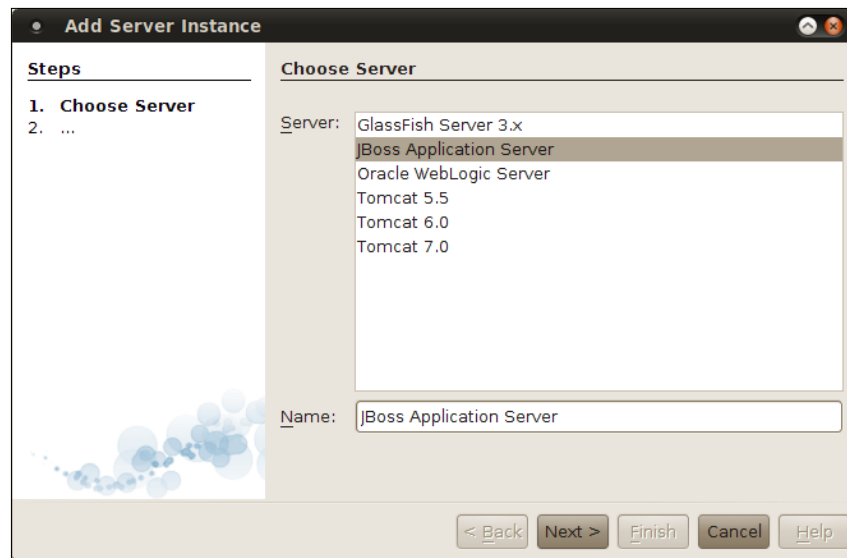 Add Server Instance
Steps
1. Choose Server
2. ...
Choose Server
Server:
GlassFish Server 3.x
JBoss Application Server
Oracle WebLogic Server
Tomcat 5.5
Tomcat 6.0
Tomcat 7.0
Name: JBoss Application Server
< Back Next > Finish Cancel Help